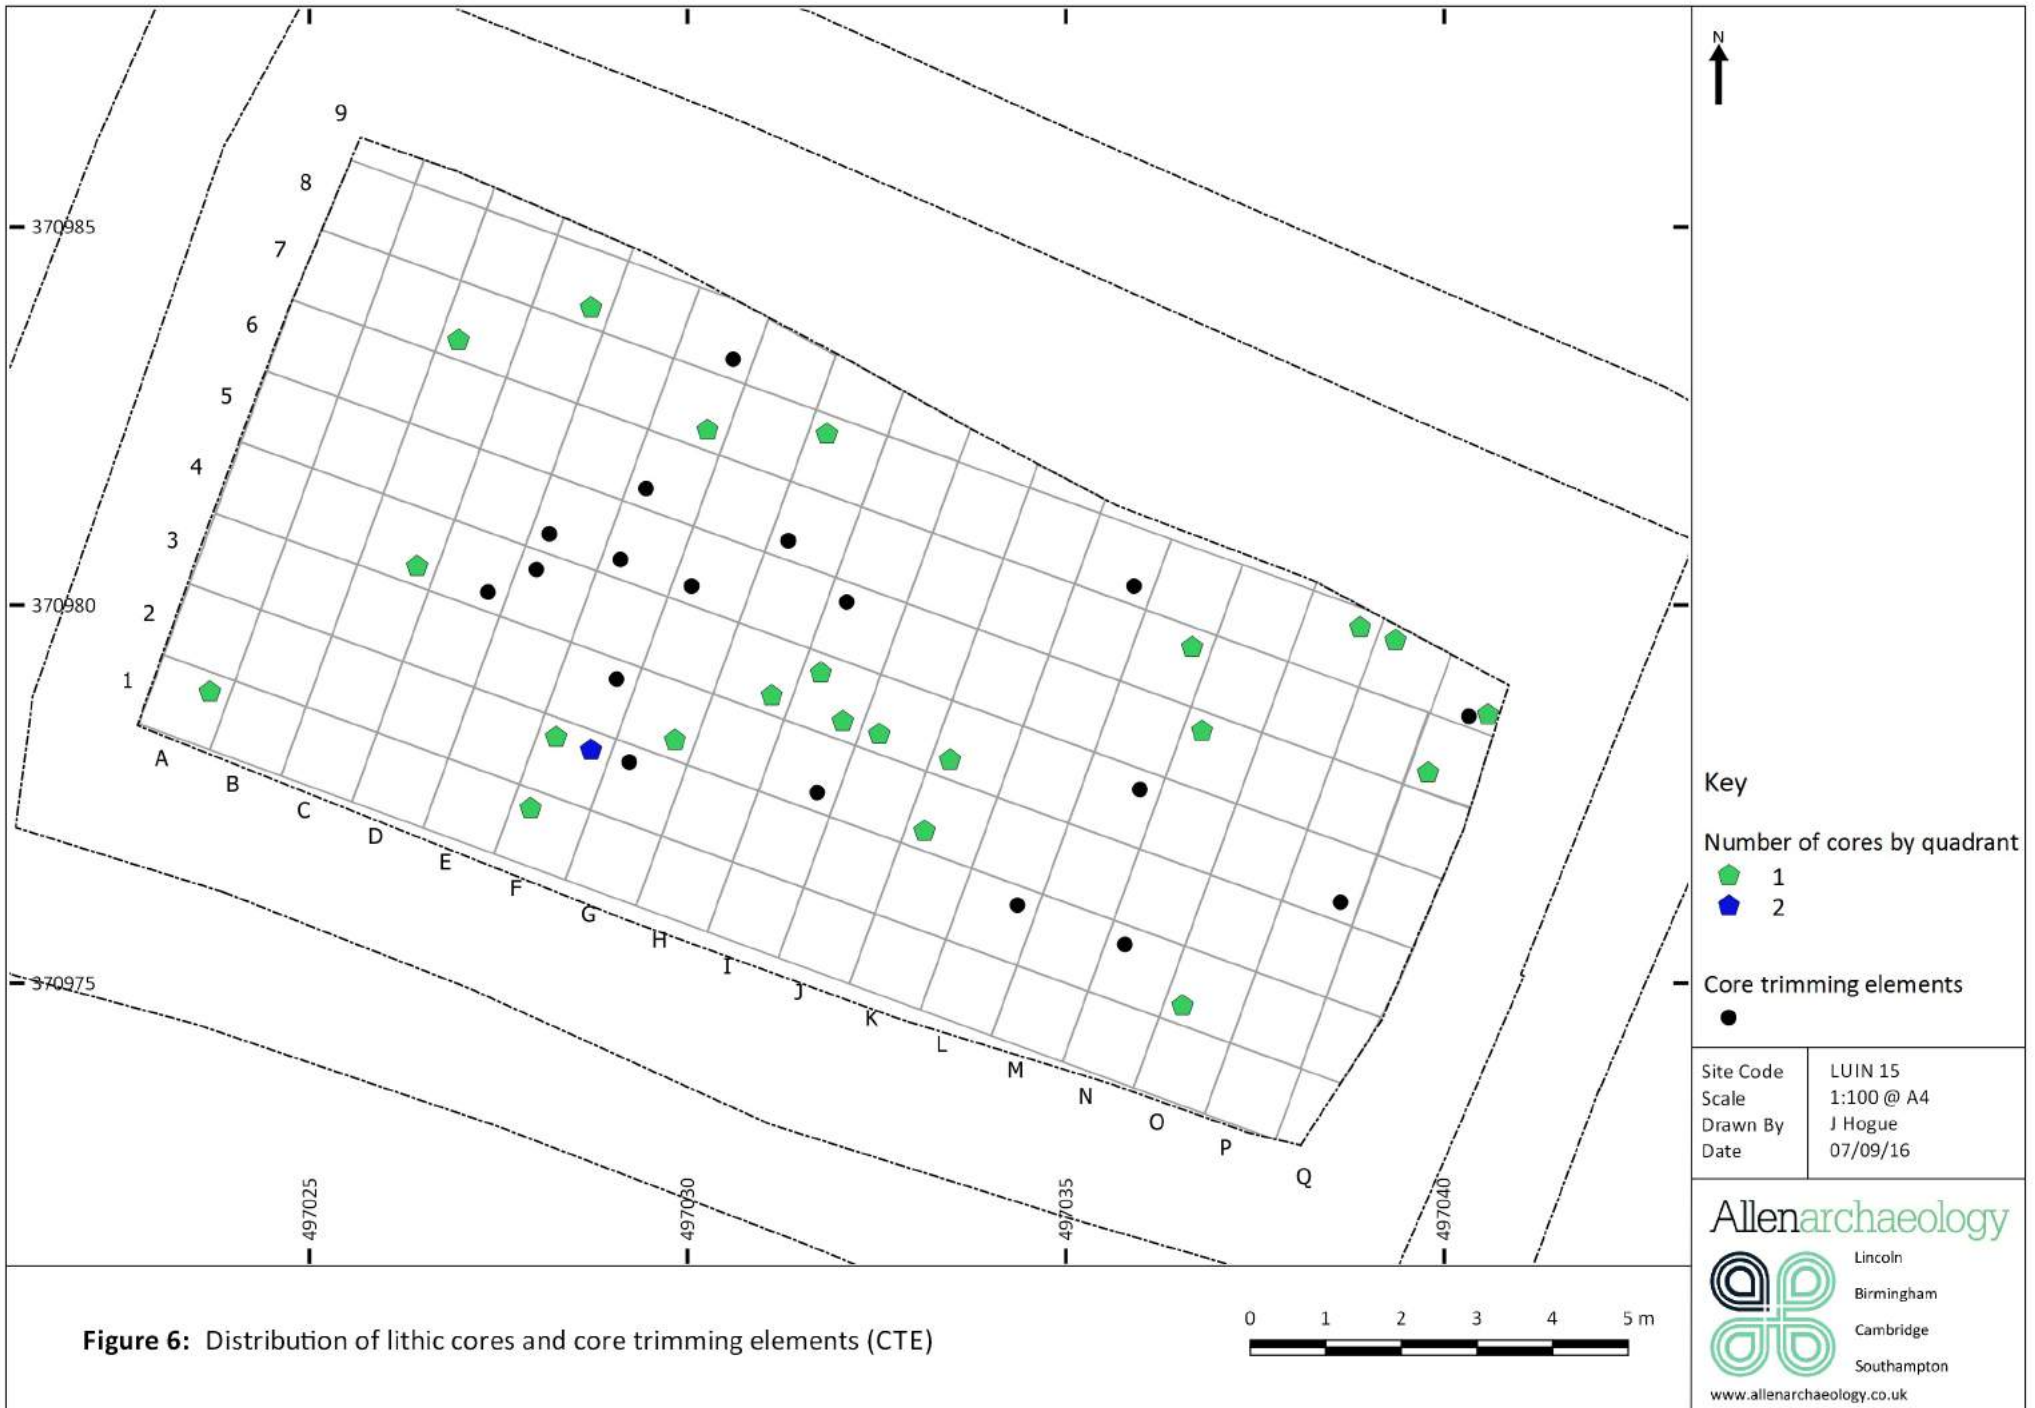 N
9
8
7
6
5
4
3
2
1
A
B
C
D
E
F
G
H
I
J
K
L
M
N
O
P
Q
370985
370980
370975
497025
497030
497035
497040
Key
Number of cores by quadrant
1
2
Core trimming elements
Site Code LUIN 15
Scale 1:100 @ A4
Drawn By J Hogue
Date 07/09/16
Allenarchaeology
Lincoln
Birmingham
Cambridge
Southampton
www.allenarchaeology.co.uk
0 1 2 3 4 5 m
Figure 6: Distribution of lithic cores and core trimming elements (CTE)